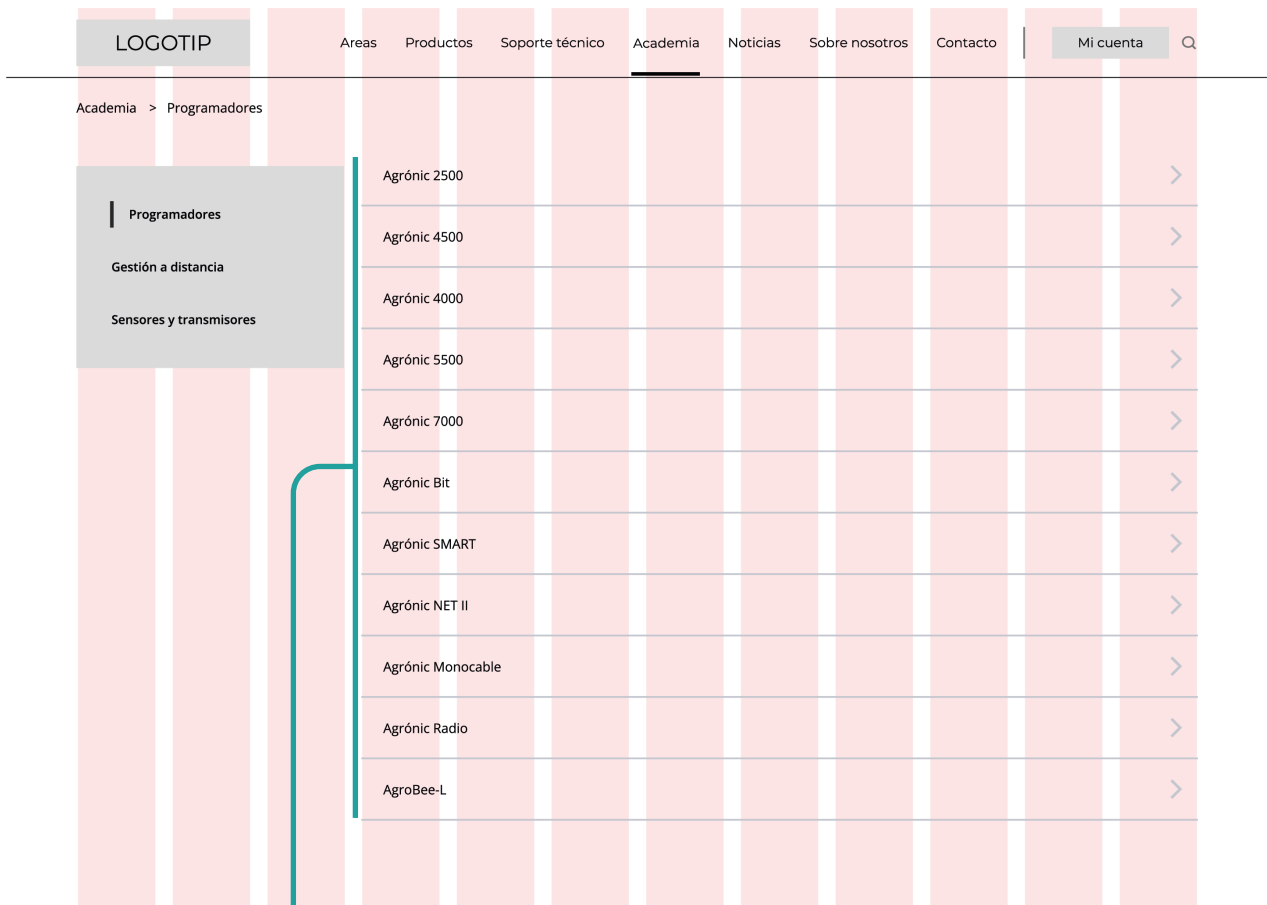 LOGOTIP
Areas Productos Soporte técnico Academia Noticias Sobre nosotros Contacto Mi cuenta
Academia > Programadores
Programadores
Gestión a distancia
Sensores y transmisores
Agrónic 2500
Agrónic 4500
Agrónic 4000
Agrónic 5500
Agrónic 7000
Agrónic Bit
Agrónic SMART
Agrónic NET II
Agrónic Monocable
Agrónic Radio
AgroBee-L